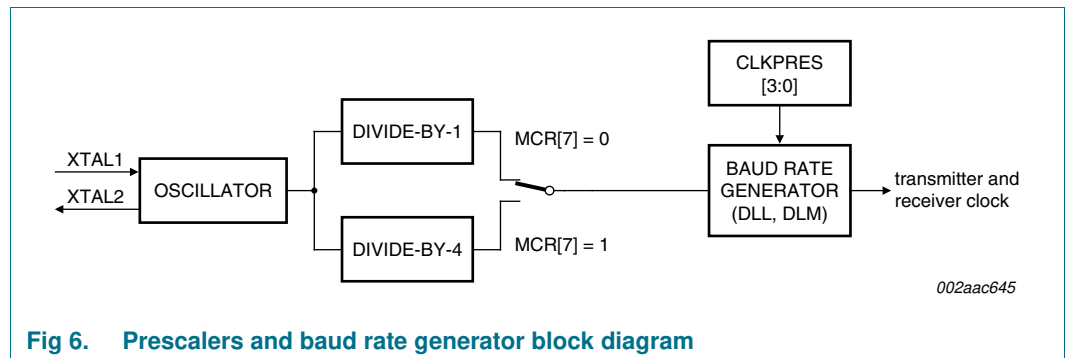 CLKPRES
[3:0]
DIVIDE-BY-1
MCR[7] = 0
XTAL1
XTAL2
OSCILLATOR
BAUD RATE
GENERATOR
(DLL, DLM)
transmitter and
receiver clock
DIVIDE-BY-4
MCR[7] = 1
002aac645
Fig 6. Prescalers and baud rate generator block diagram